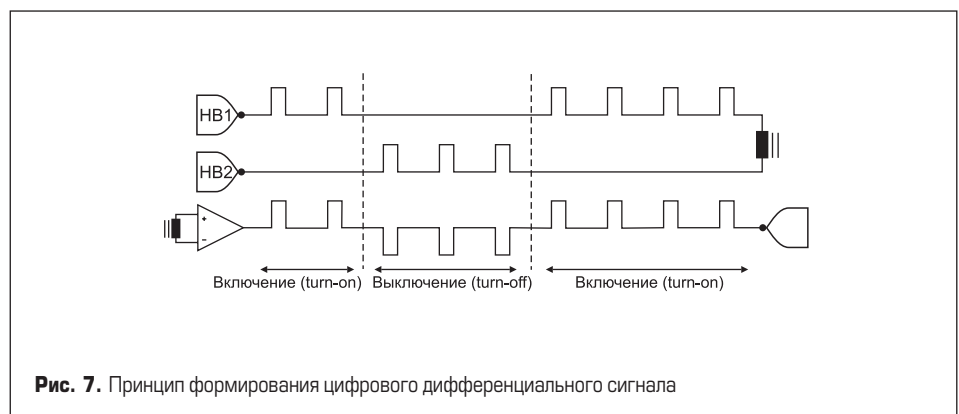 HB1
HB2
+
−
Включение (turn-on) Выключение (turn-off) Включение (turn-on)
Рис. 7. Принцип формирования цифрового дифференциального сигнала